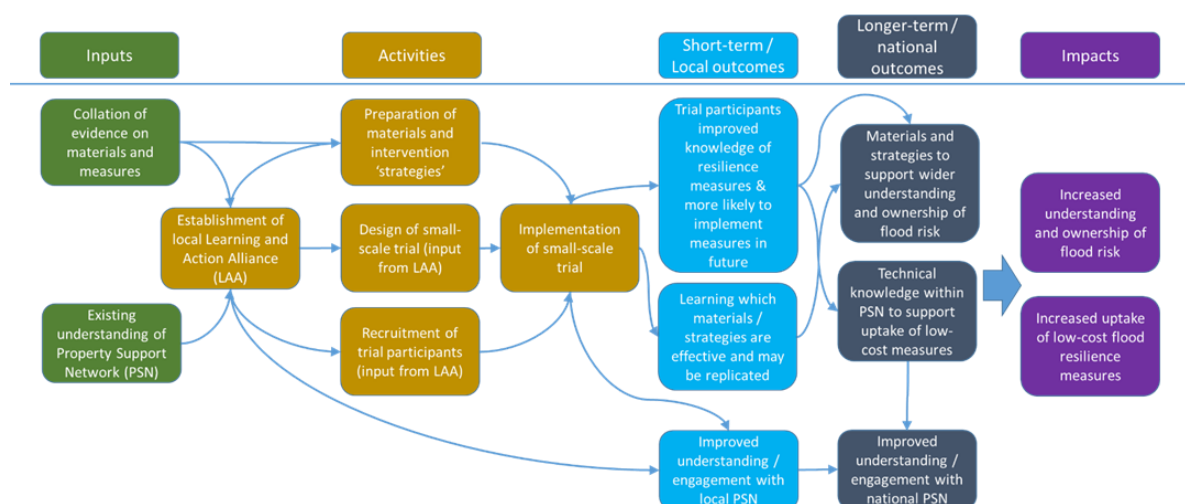 Inputs
Activities
Short-term /
Local outcomes
Longer-term /
national
outcomes
Impacts
Collation of
evidence on
materials and
measures
Existing
understanding of
Property Support
Network (PSN)
Establishment of
local Learning and
Action Alliance
(LAA)
Preparation of
materials and
intervention
‘strategies’
Design of small-
scale trial (input
from LAA)
Recruitment of
trial participants
(input from LAA)
Implementation
of small-scale
trial
Trial participants
improved
knowledge of
resilience
measures &
more likely to
implement
measures in
future
Learning which
materials /
strategies are
effective and may
be replicated
Improved
understanding /
engagement with
local PSN
Materials and
strategies to
support wider
understanding
and ownership of
flood risk
Technical
knowledge within
PSN to support
uptake of low-
cost measures
Improved
understanding /
engagement with
national PSN
Increased
understanding
and ownership of
flood risk
Increased uptake
of low-cost flood
resilience
measures